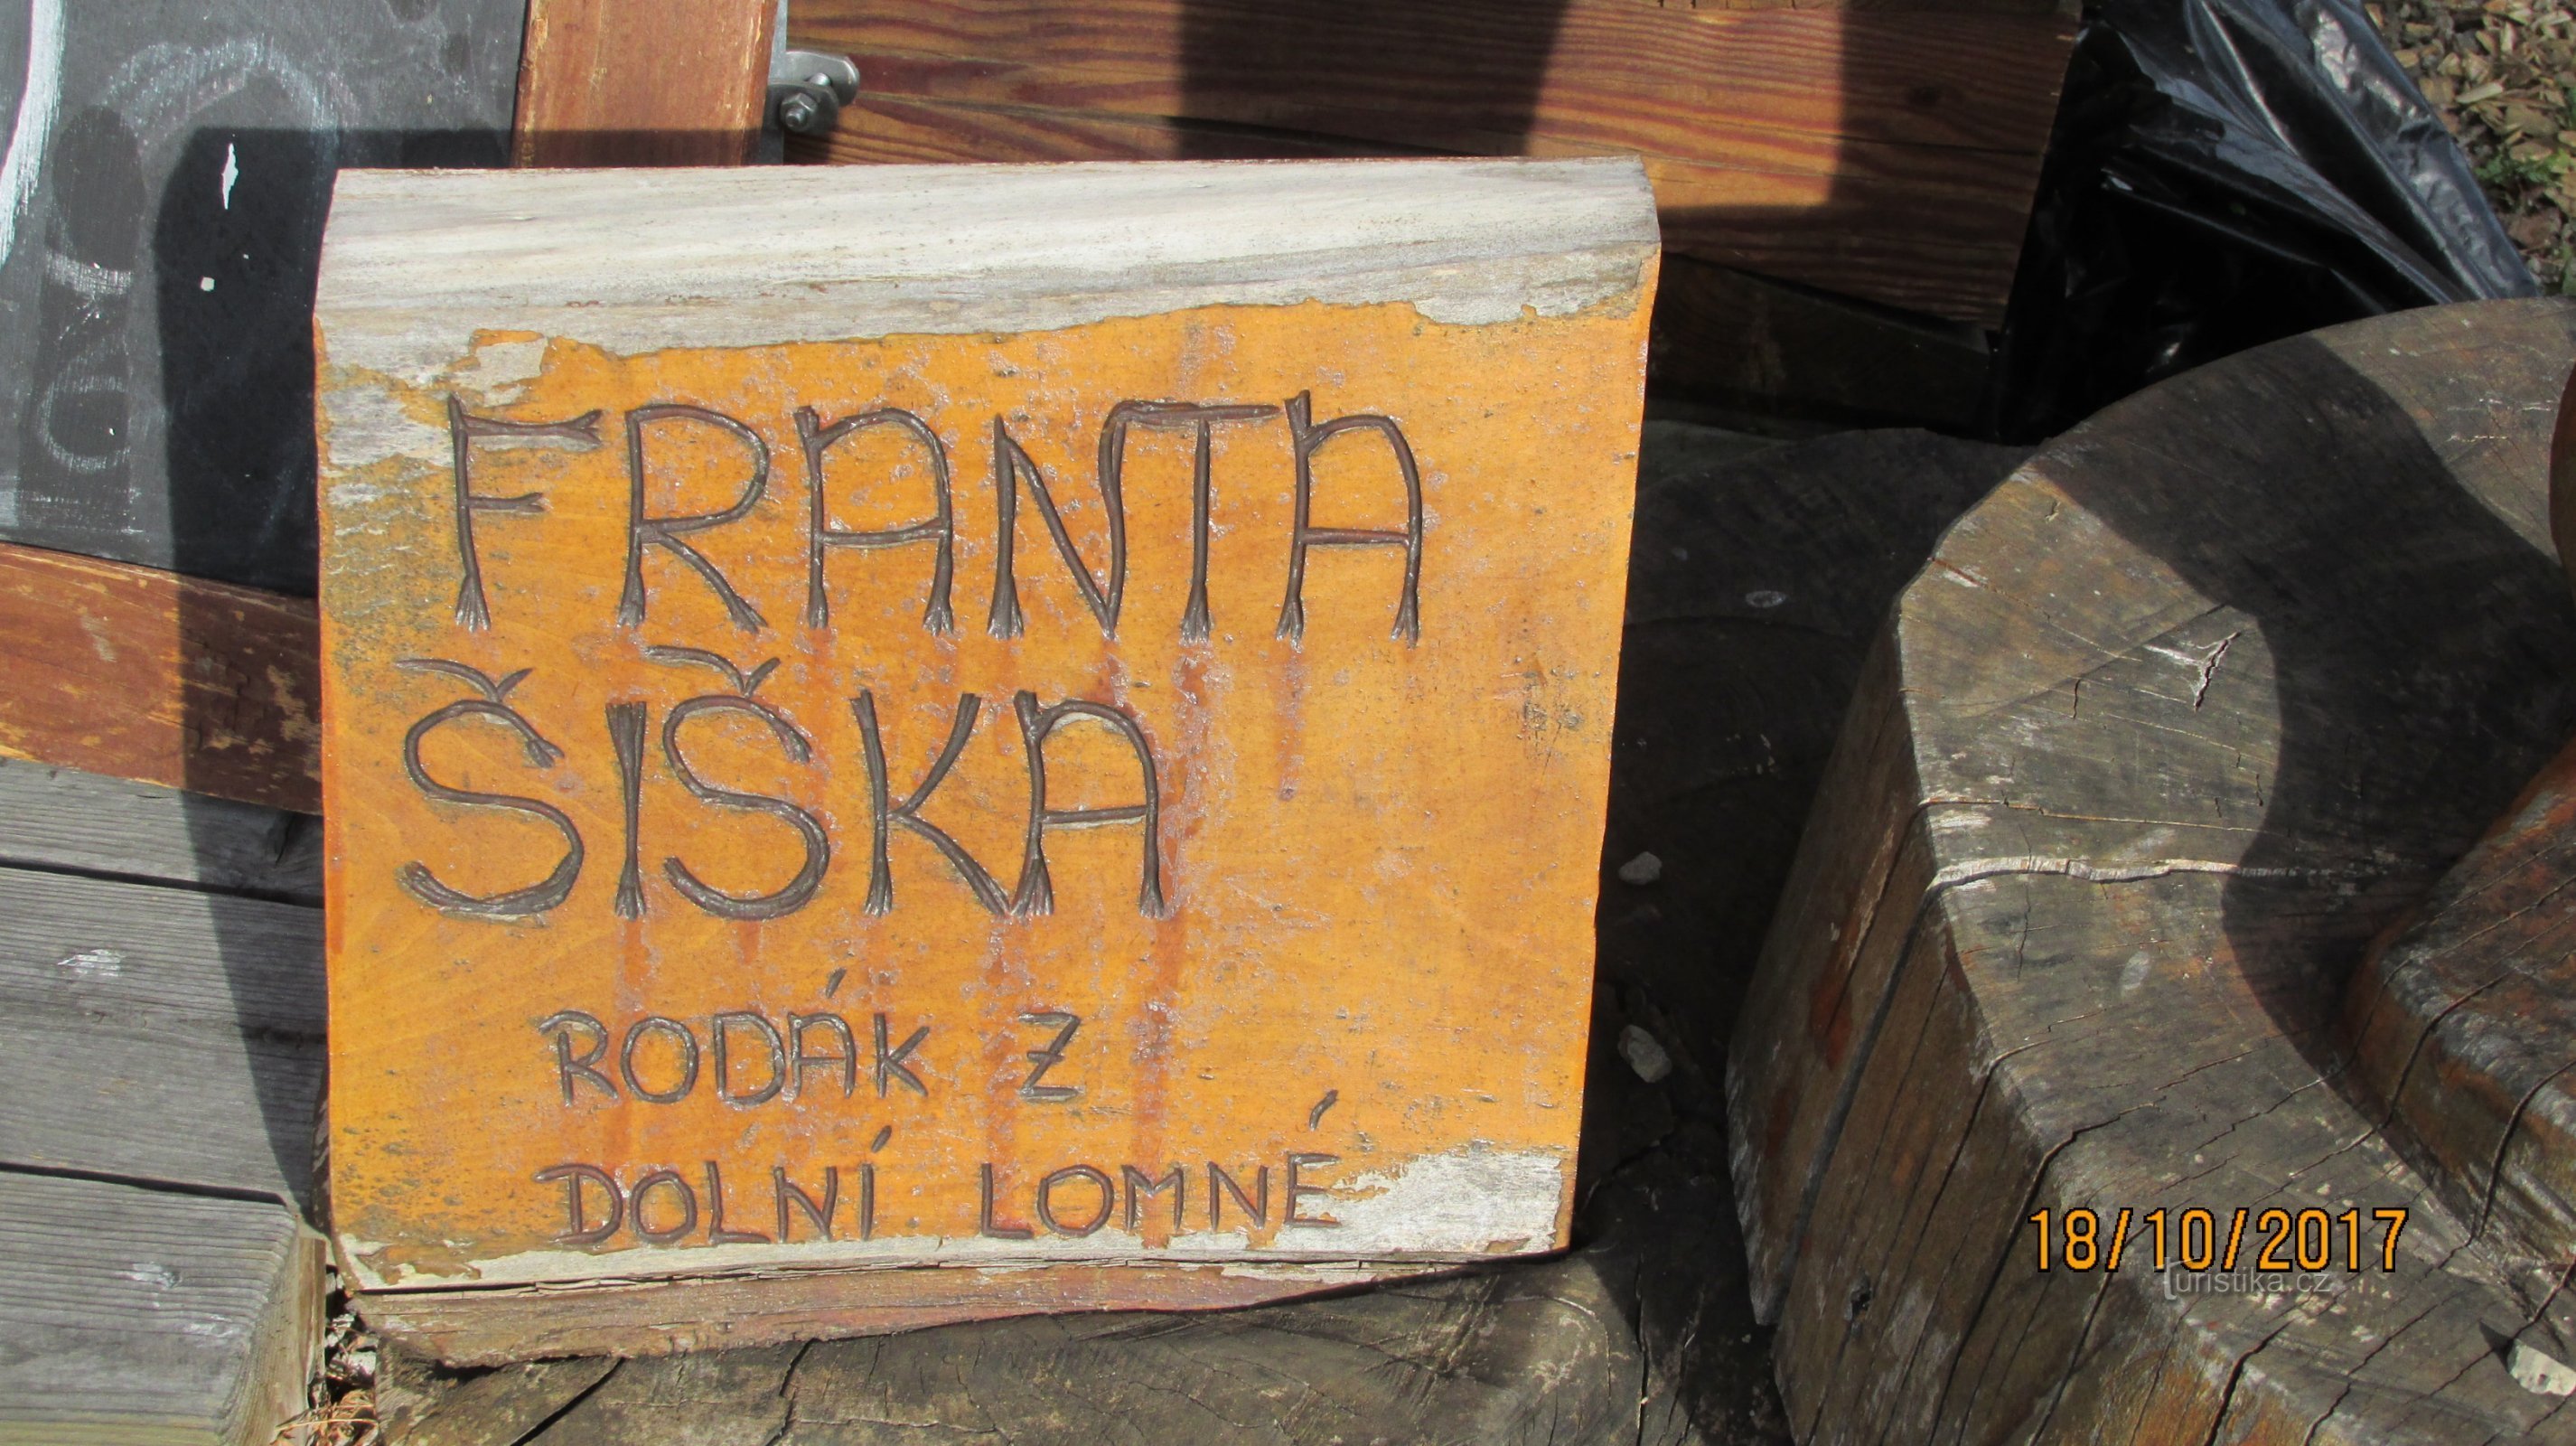 FRANTA
ŠIŠKA
RODÁK Z
DOLNÍ LOMNÉ
18/10/2017
Turistika.cz